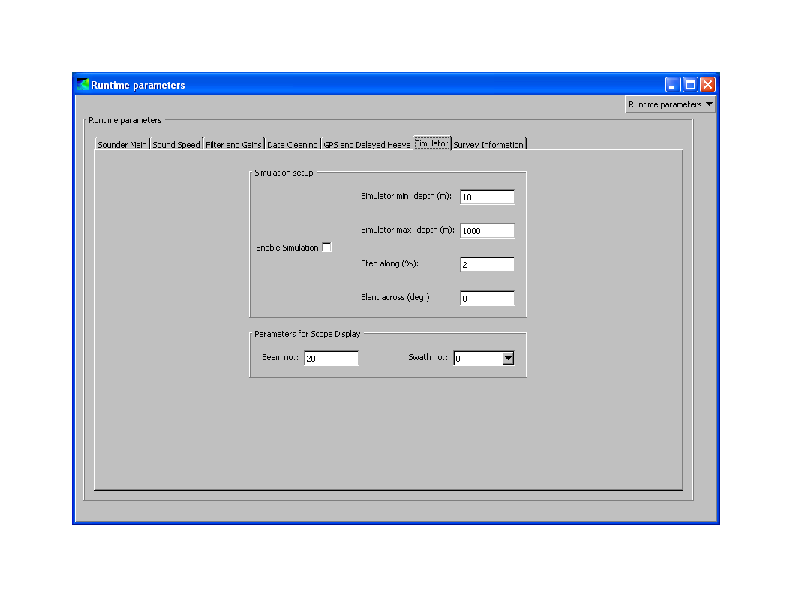 Runtime parameters
Runtime parameters
Runtime parameters
Sounder Main Sound Speed Filter and Gains Data Cleaning GPS and Delayed Heave Simulator Survey Information
Simulation setup
Simulator min. depth (m): 10
Simulator max. depth (m): 1000
Enable Simulation
Step along (%): 2
Slant across (deg.) 0
Parameters for Scope Display
Beam no.: 20 Swath no.: 0